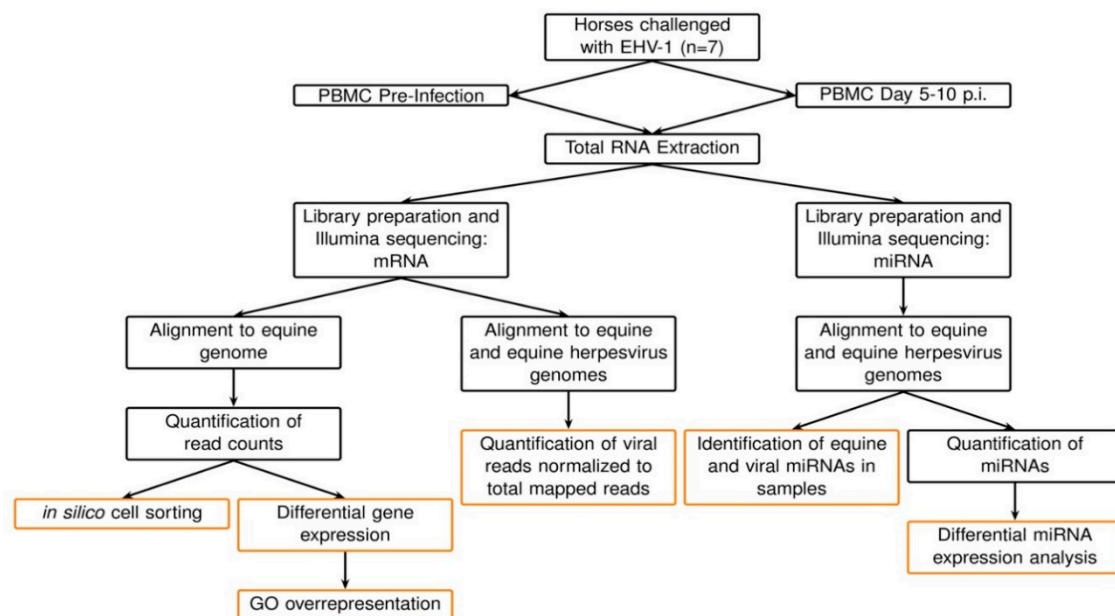 Horses challenged
with EHV-1 (n=7)
PBMC Pre-Infection
PBMC Day 5-10 p.i.
Total RNA Extraction
Library preparation and
Illumina sequencing:
mRNA
Library preparation and
Illumina sequencing:
miRNA
Alignment to equine
genome
Alignment to equine
and equine herpesvirus
genomes
Alignment to equine
and equine herpesvirus
genomes
Quantification of
read counts
Quantification of viral
reads normalized to
total mapped reads
Identification of equine
and viral miRNAs in
samples
Quantification of
miRNAs
in silico cell sorting
Differential gene
expression
Differential miRNA
expression analysis
GO overrepresentation